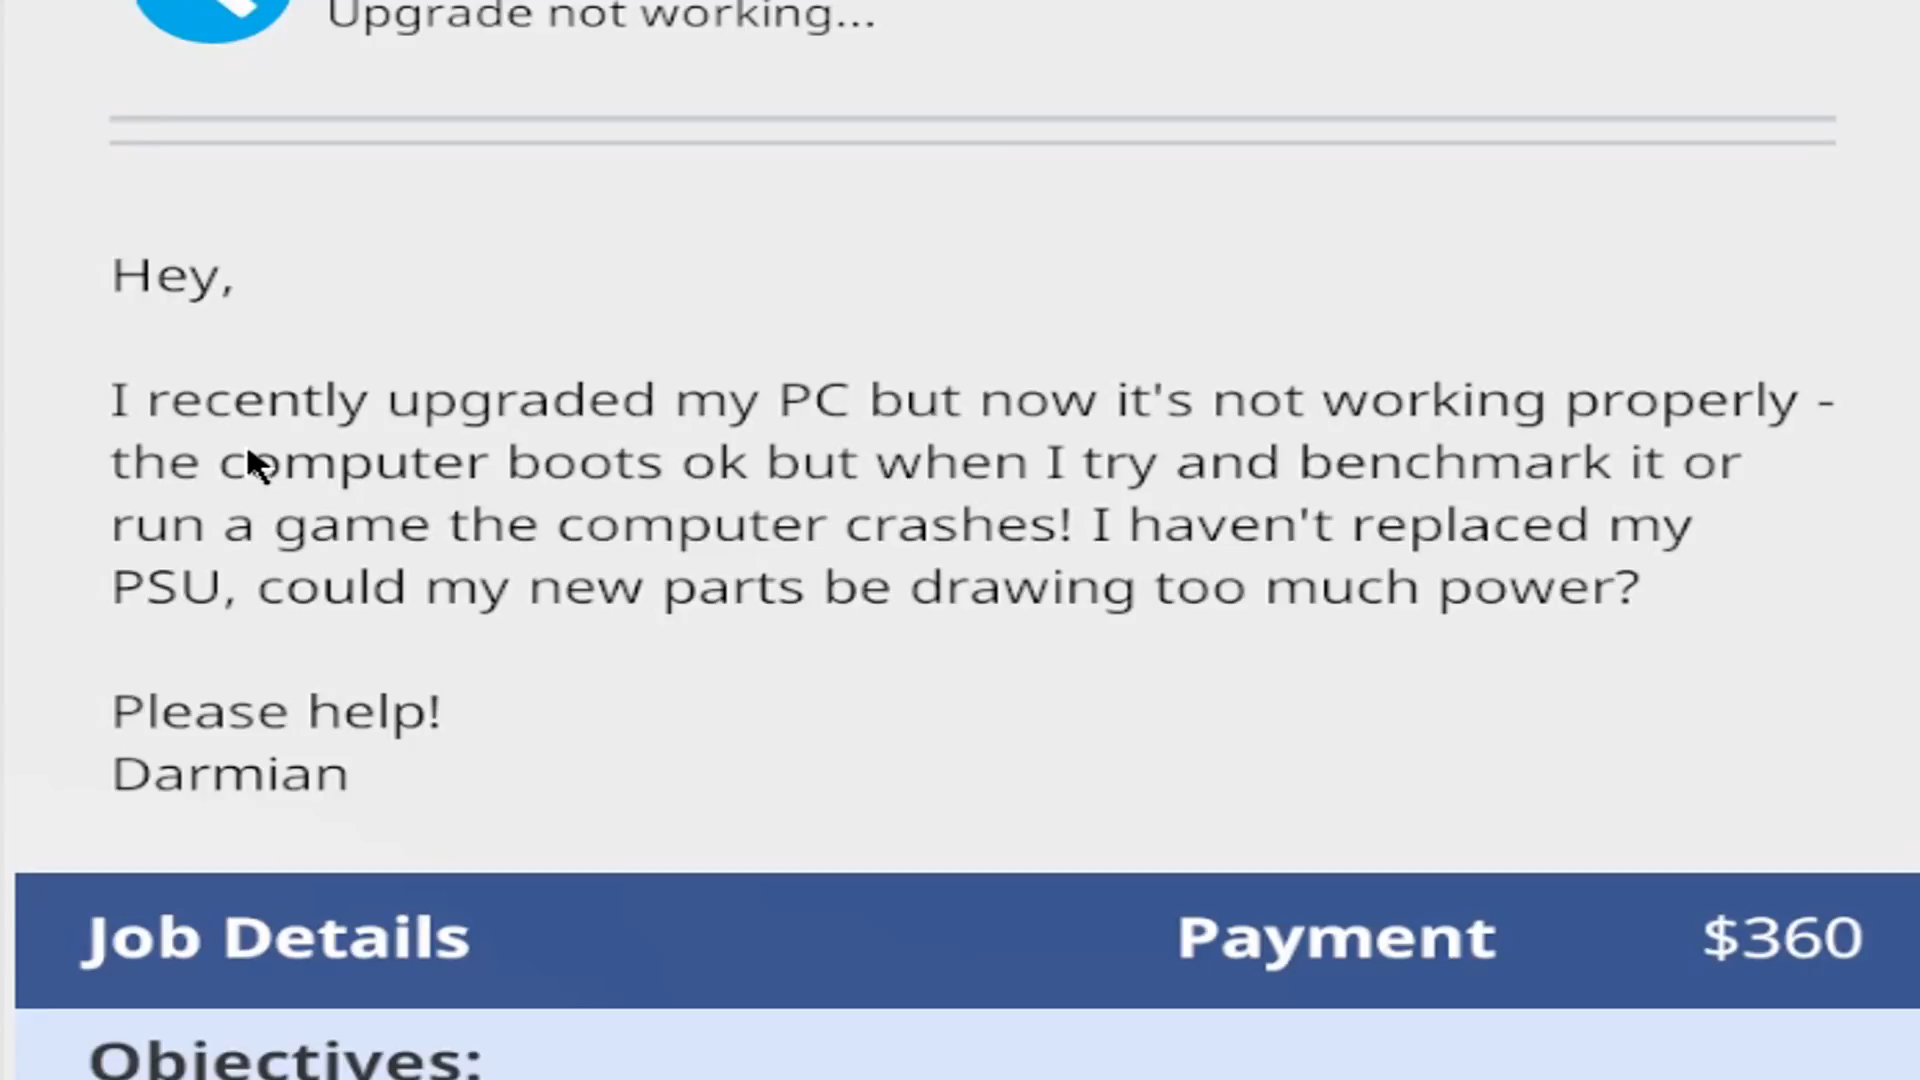 Upgrade not working...
Hey,
I recently upgraded my PC but now it's not working properly -
the computer boots ok but when I try and benchmark it or
run a game the computer crashes! I haven't replaced my
PSU, could my new parts be drawing too much power?
Please help!
Darmian
Job Details Payment $360
Objectives: